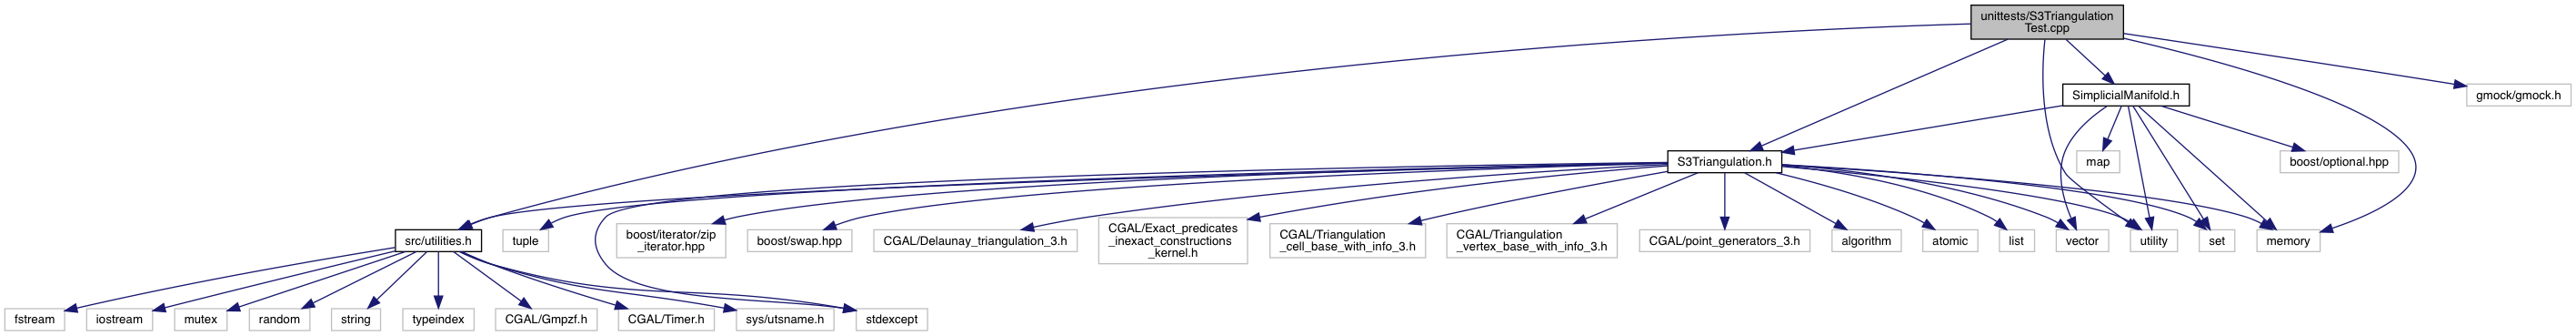 unittests/S3Triangulation
Test.cpp
SimplicialManifold.h
gmock/gmock.h
S3Triangulation.h
map
boost/optional.hpp
src/utilities.h
tuple
boost/iterator/zip
_iterator.hpp
boost/swap.hpp
CGAL/Delaunay_triangulation_3.h
CGAL/Exact_predicates
_inexact_constructions
_kernel.h
CGAL/Triangulation
_cell_base_with_info_3.h
CGAL/Triangulation
_vertex_base_with_info_3.h
CGAL/point_generators_3.h
algorithm
atomic
list
vector
utility
set
memory
fstream
iostream
mutex
random
string
typeindex
CGAL/Gmpzf.h
CGAL/Timer.h
sys/utsname.h
stdexcept